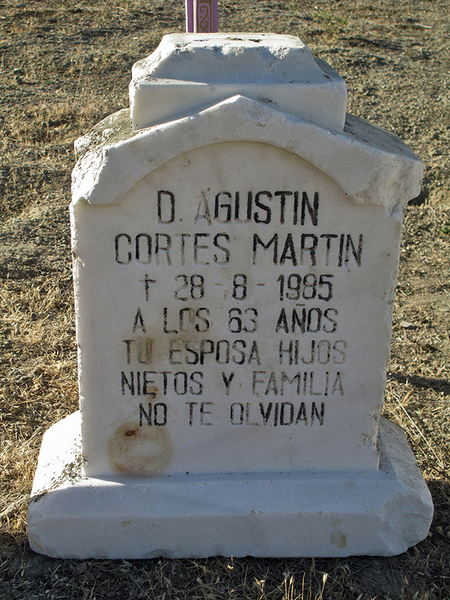 D. AGUSTIN
CORTES MARTIN
† 28-8-1985
A LOS 63 AÑOS
TU ESPOSA HIJOS
NIETOS Y FAMILIA
NO TE OLVIDAN